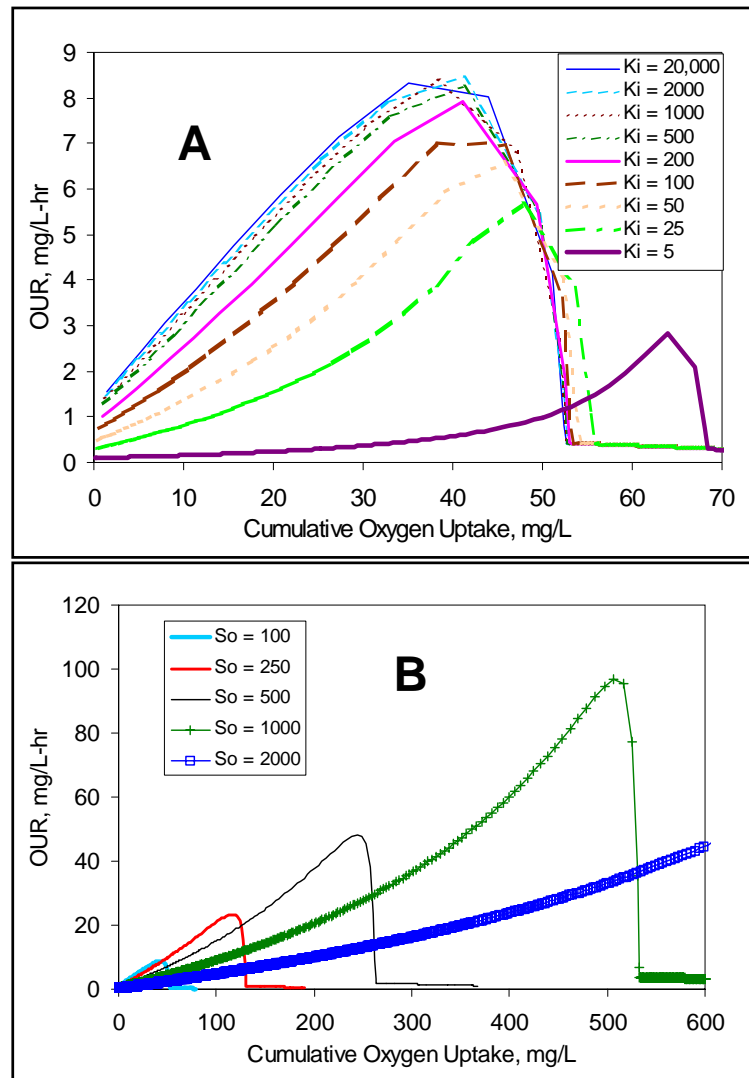 9
8
7
6
5
4
3
2
1
0
OUR, mg/L-hr
A
Ki = 20,000
Ki = 2000
Ki = 1000
Ki = 500
Ki = 200
Ki = 100
Ki = 50
Ki = 25
Ki = 5
0 10 20 30 40 50 60 70
Cumulative Oxygen Uptake, mg/L
120
100
80
60
40
20
0
OUR, mg/L-hr
So = 100
So = 250
So = 500
So = 1000
So = 2000
B
0 100 200 300 400 500 600
Cumulative Oxygen Uptake, mg/L